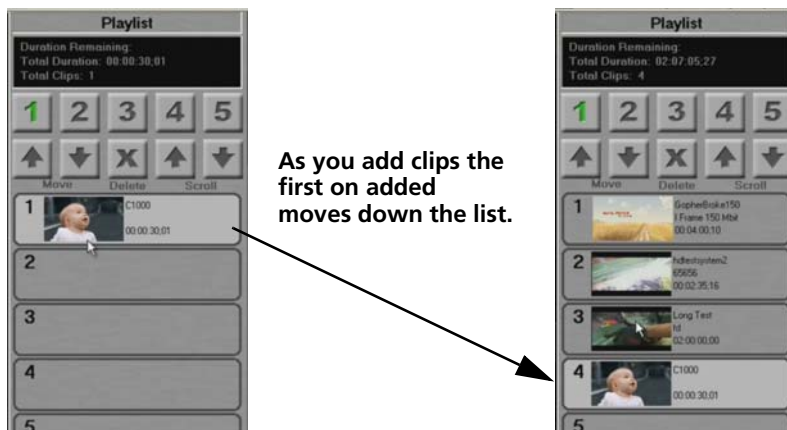 Playlist
Duration Remaining:
Total Duration: 00:00:30;01
Total Clips: 1
1 2 3 4 5
Move Delete Scroll
1
C1000
00:00:30;01
2
3
4
5
As you add clips the
first on added
moves down the list.
Playlist
Duration Remaining:
Total Duration: 02:07:05;27
Total Clips: 4
1 2 3 4 5
Move Delete Scroll
1
GopherBroke150
I Frame 150 Mbit
00:04:00;10
2
hdtestsystem2
65656
00:02:35;16
3
Long Test
02:00:00;00
4
C1000
00:00:30;01
5